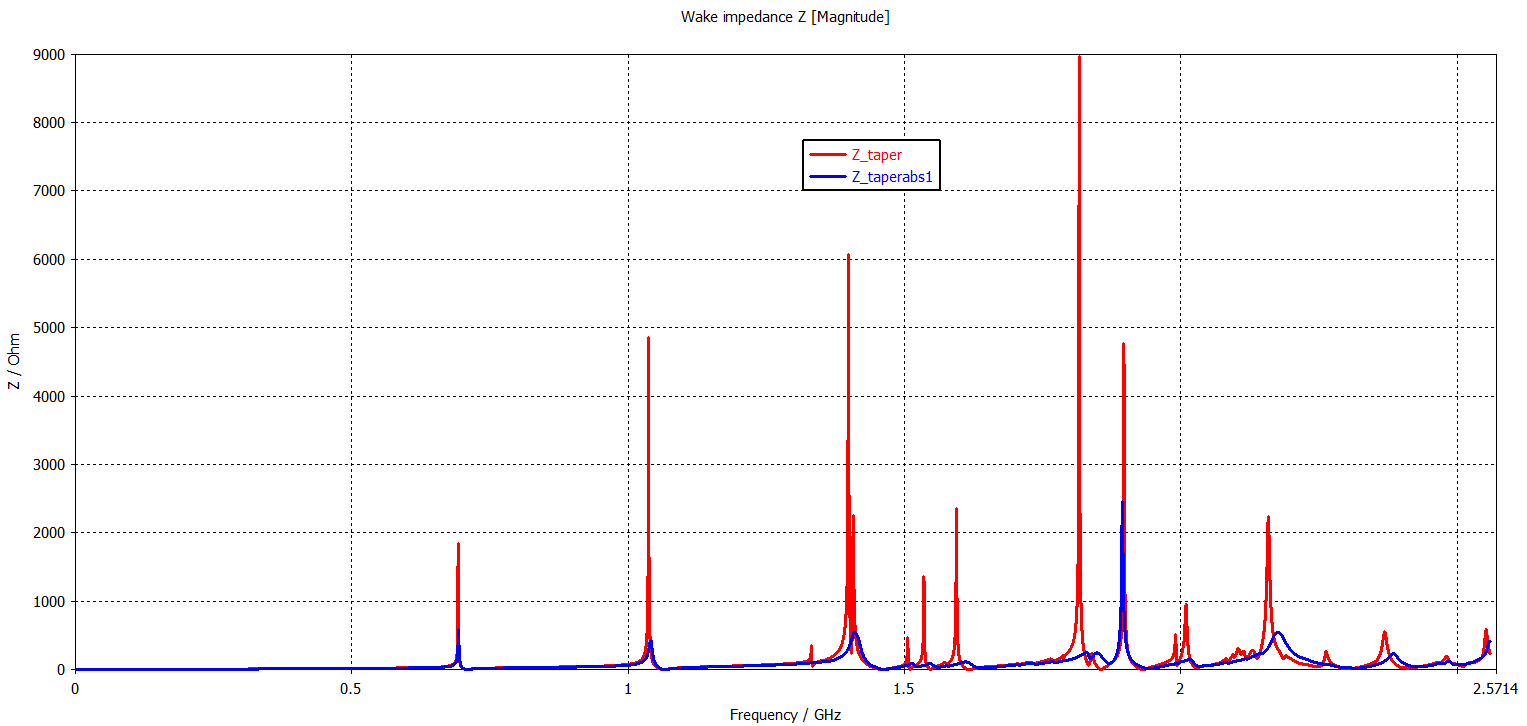 Wake impedance Z [Magnitude]
9000
8000
7000
6000
5000
4000
3000
2000
1000
0
Z / Ohm
Z_taper
Z_taperabs1
0 0.5 1 1.5 2 2.5714
Frequency / GHz